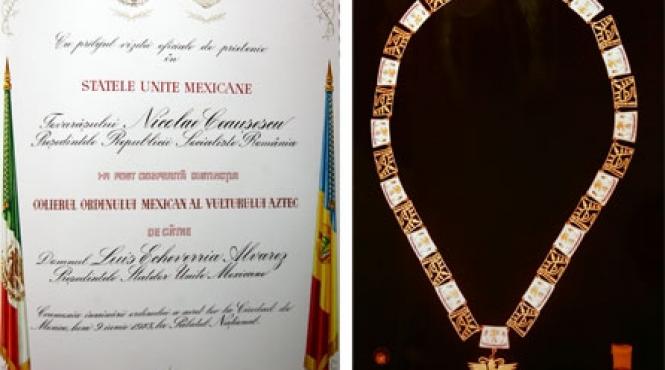 Cu prilejul vizitei oficiale de prietenie
în
STATELE UNITE MEXICANE
Tovarășului Nicolae Ceaușescu
Președintele Republicii Socialiste România
I-A FOST CONFERITĂ DISTINCȚIA
COLIERUL ORDINULUI MEXICAN AL VULTURULUI AZTEC
DE CĂTRE
Domnul Luis Echeverria Alvarez
Președintele Statelor Unite Mexicane
Ceremonia înmînării ordinului a avut loc la Ciudad de
Mexico, luni 9 iunie 1975, la Palatul Național.